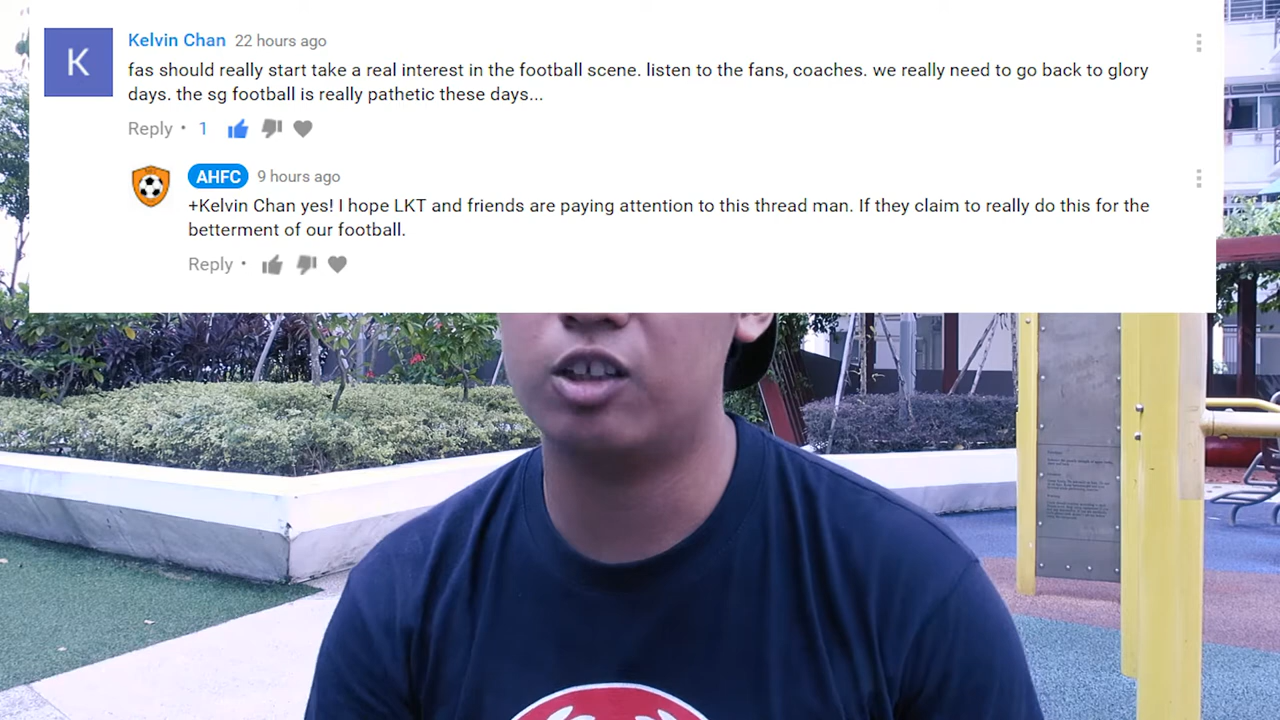 K
Kelvin Chan 22 hours ago
fas should really start take a real interest in the football scene. listen to the fans, coaches. we really need to go back to glory
days. the sg football is really pathetic these days...
Reply • 1
AHFC 9 hours ago
+Kelvin Chan yes! I hope LKT and friends are paying attention to this thread man. If they claim to really do this for the
betterment of our football.
Reply •